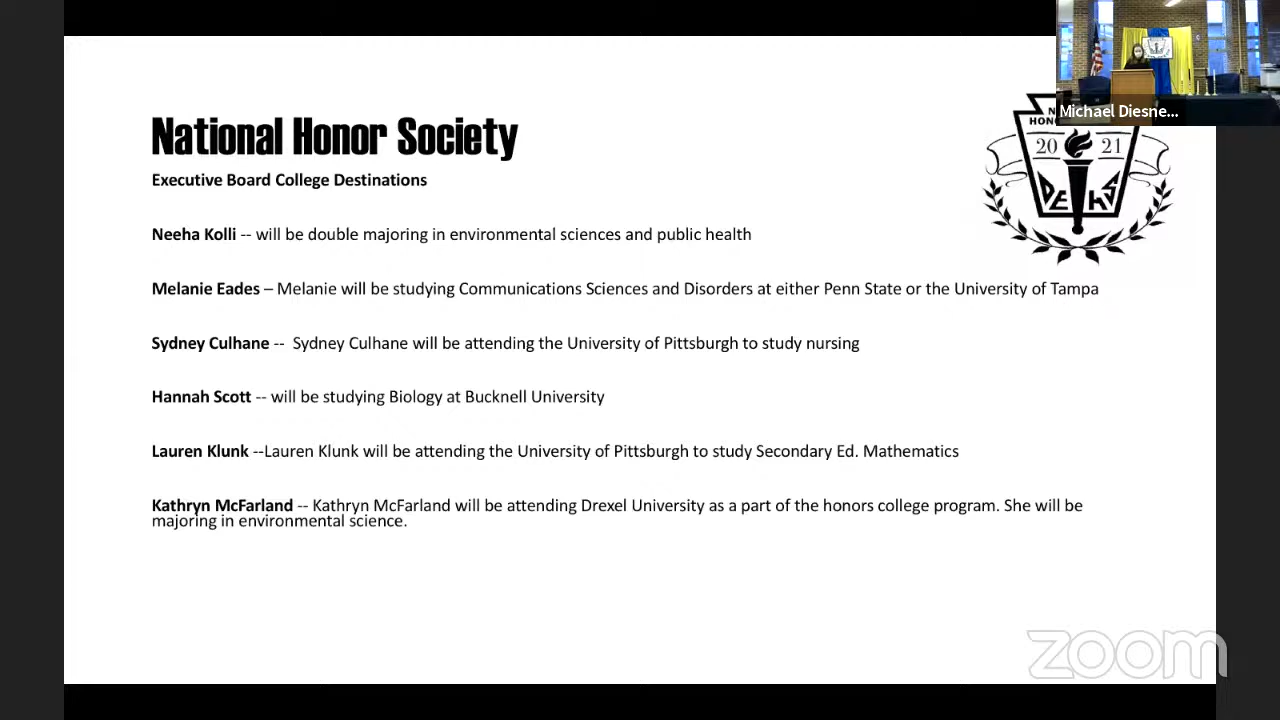 Michael Diesne...
N
HONO
20 21
DEHS
National Honor Society
Executive Board College Destinations
Neeha Kolli -- will be double majoring in environmental sciences and public health
Melanie Eades – Melanie will be studying Communications Sciences and Disorders at either Penn State or the University of Tampa
Sydney Culhane --  Sydney Culhane will be attending the University of Pittsburgh to study nursing
Hannah Scott -- will be studying Biology at Bucknell University
Lauren Klunk --Lauren Klunk will be attending the University of Pittsburgh to study Secondary Ed. Mathematics
Kathryn McFarland -- Kathryn McFarland will be attending Drexel University as a part of the honors college program. She will be
majoring in environmental science.
zoom